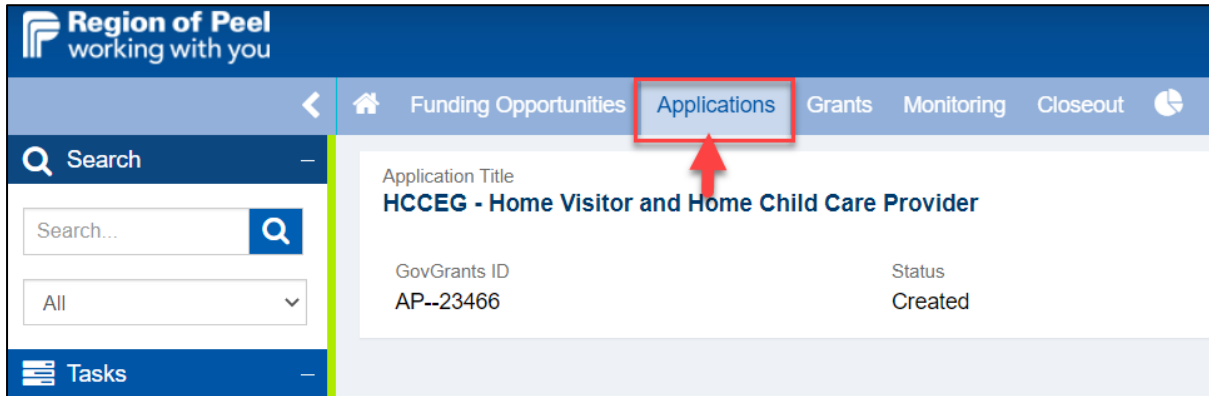 Region of Peel
working with you
Funding Opportunities Applications Grants Monitoring Closeout
Search
Search...
All
Tasks
Application Title
HCCEG - Home Visitor and Home Child Care Provider
GovGrants ID Status
AP--23466 Created